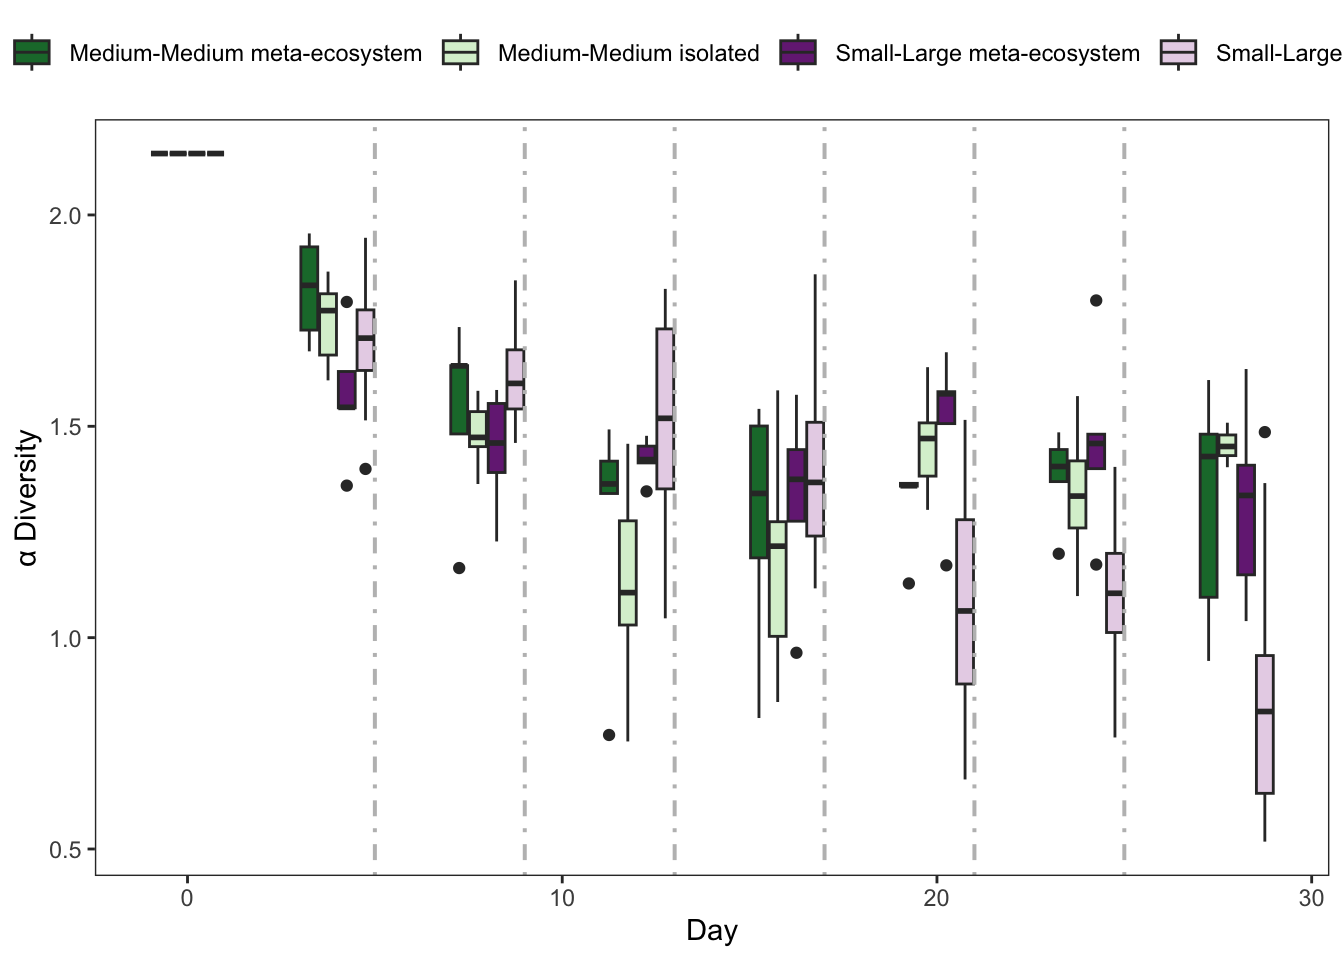 Medium-Medium meta-ecosystem Medium-Medium isolated Small-Large meta-ecosystem Small-Large
2.0
1.5
1.0
0.5
α Diversity
0 10 20 30
Day